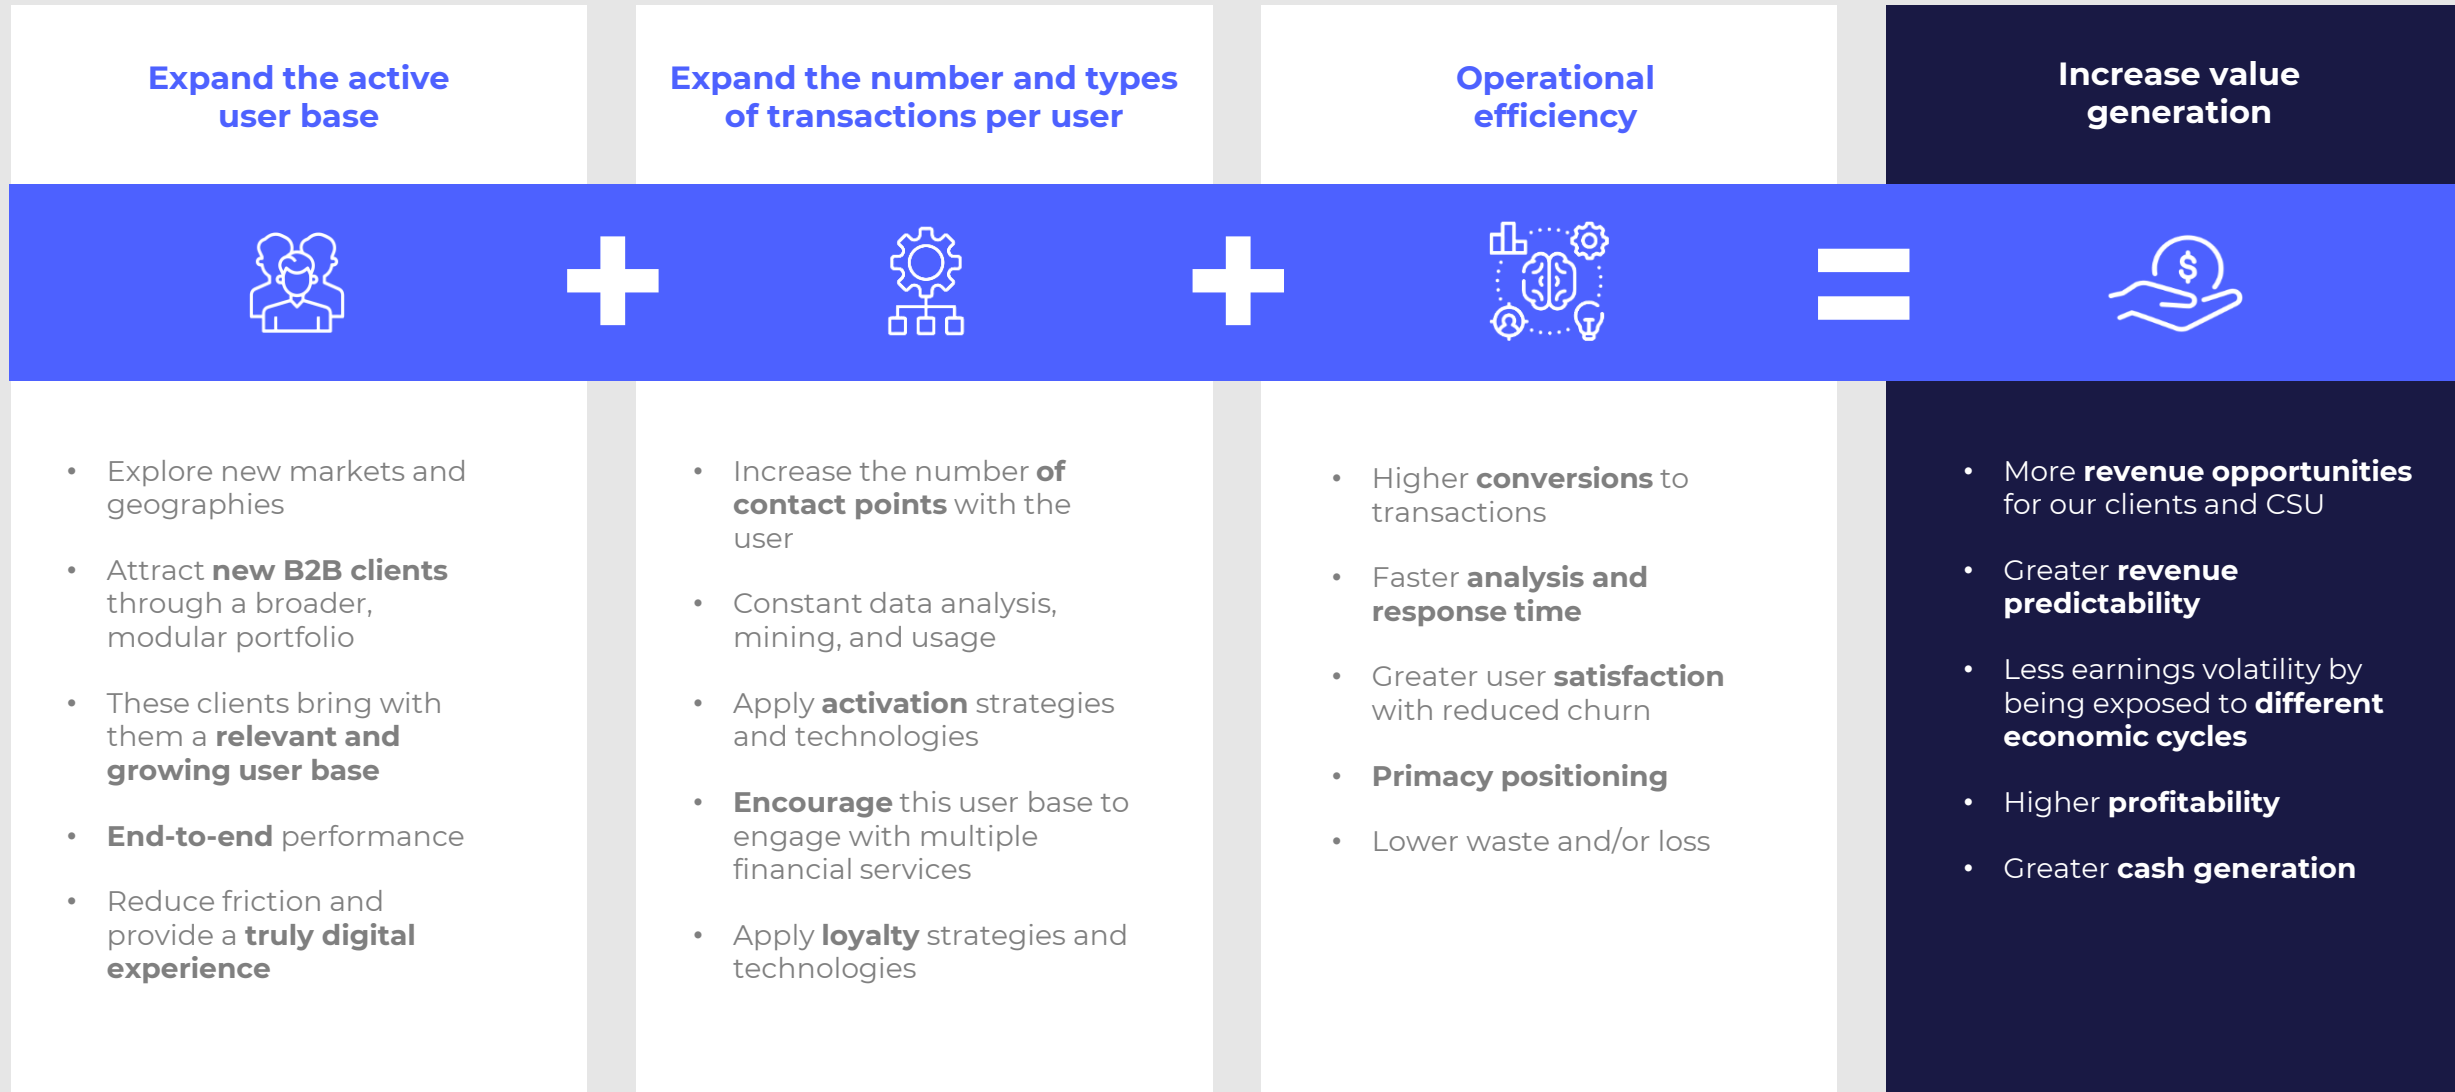 Expand the active
user base
Expand the number and types
of transactions per user
Operational
efficiency
Increase value
generation
$
• Explore new markets and
geographies
• Attract new B2B clients
through a broader,
modular portfolio
• These clients bring with
them a relevant and
growing user base
• End-to-end performance
• Reduce friction and
provide a truly digital
experience
• Increase the number of
contact points with the
user
• Constant data analysis,
mining, and usage
• Apply activation strategies
and technologies
• Encourage this user base to
engage with multiple
financial services
• Apply loyalty strategies and
technologies
• Higher conversions to
transactions
• Faster analysis and
response time
• Greater user satisfaction
with reduced churn
• Primacy positioning
• Lower waste and/or loss
• More revenue opportunities
for our clients and CSU
• Greater revenue
predictability
• Less earnings volatility by
being exposed to different
economic cycles
• Higher profitability
• Greater cash generation